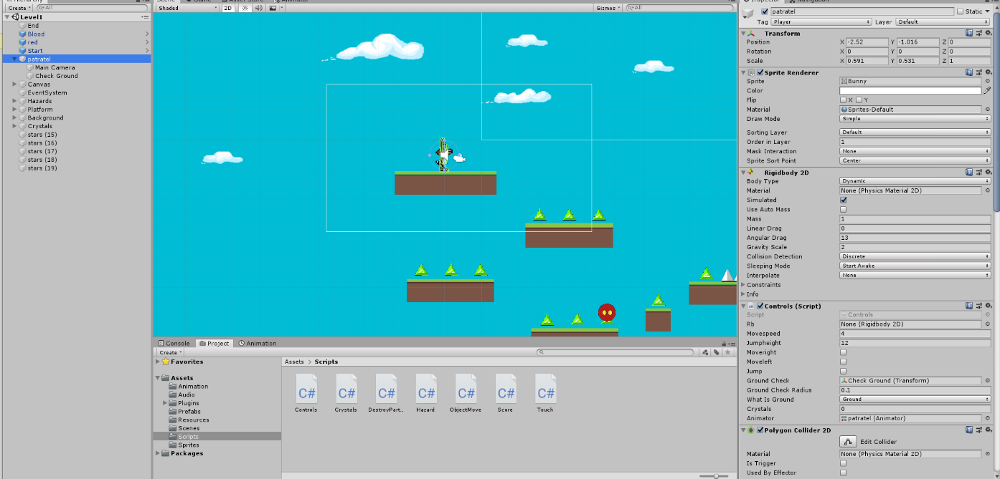 Hierarchy
Create
All
Level1
End
Blood
red
Start
patratel
Main Camera
Check Ground
Canvas
EventSystem
Hazards
Platform
Background
Crystals
stars (15)
stars (16)
stars (17)
stars (18)
stars (19)
Scene Game Asset Store Animator
Shaded 2D Gizmos All
Console Project Animation
Create
Favorites
Assets
Animation
Audio
Plugins
Prefabs
Resources
Scenes
Scripts
Sprites
Packages
Assets > Scripts
C# C# C# C# C# C# C#
Controls Crystals DestroyPart... Hazard ObjectMove Score Touch
Inspector Navigation
patratel Static
Tag Player Layer Default
Transform
Position X -2.52 Y -1.016 Z 0
Rotation X 0 Y 0 Z 0
Scale X 0.591 Y 0.531 Z 1
Sprite Renderer
Sprite Bunny
Color
Flip X Y
Material Sprites-Default
Draw Mode Simple
Sorting Layer Default
Order in Layer 1
Mask Interaction None
Sprite Sort Point Center
Rigidbody 2D
Body Type Dynamic
Material None (Physics Material 2D)
Simulated
Use Auto Mass
Mass 1
Linear Drag 0
Angular Drag 13
Gravity Scale 2
Collision Detection Discrete
Sleeping Mode Start Awake
Interpolate None
Constraints
Info
Controls (Script)
Script Controls
Rb None (Rigidbody 2D)
Movespeed 4
Jumpheight 12
Moveright
Moveleft
Jump
Ground Check Check Ground (Transform)
Ground Check Radius 0.1
What Is Ground Ground
Crystals 0
Animator patratel (Animator)
Polygon Collider 2D
Edit Collider
Material None (Physics Material 2D)
Is Trigger
Used By Effector